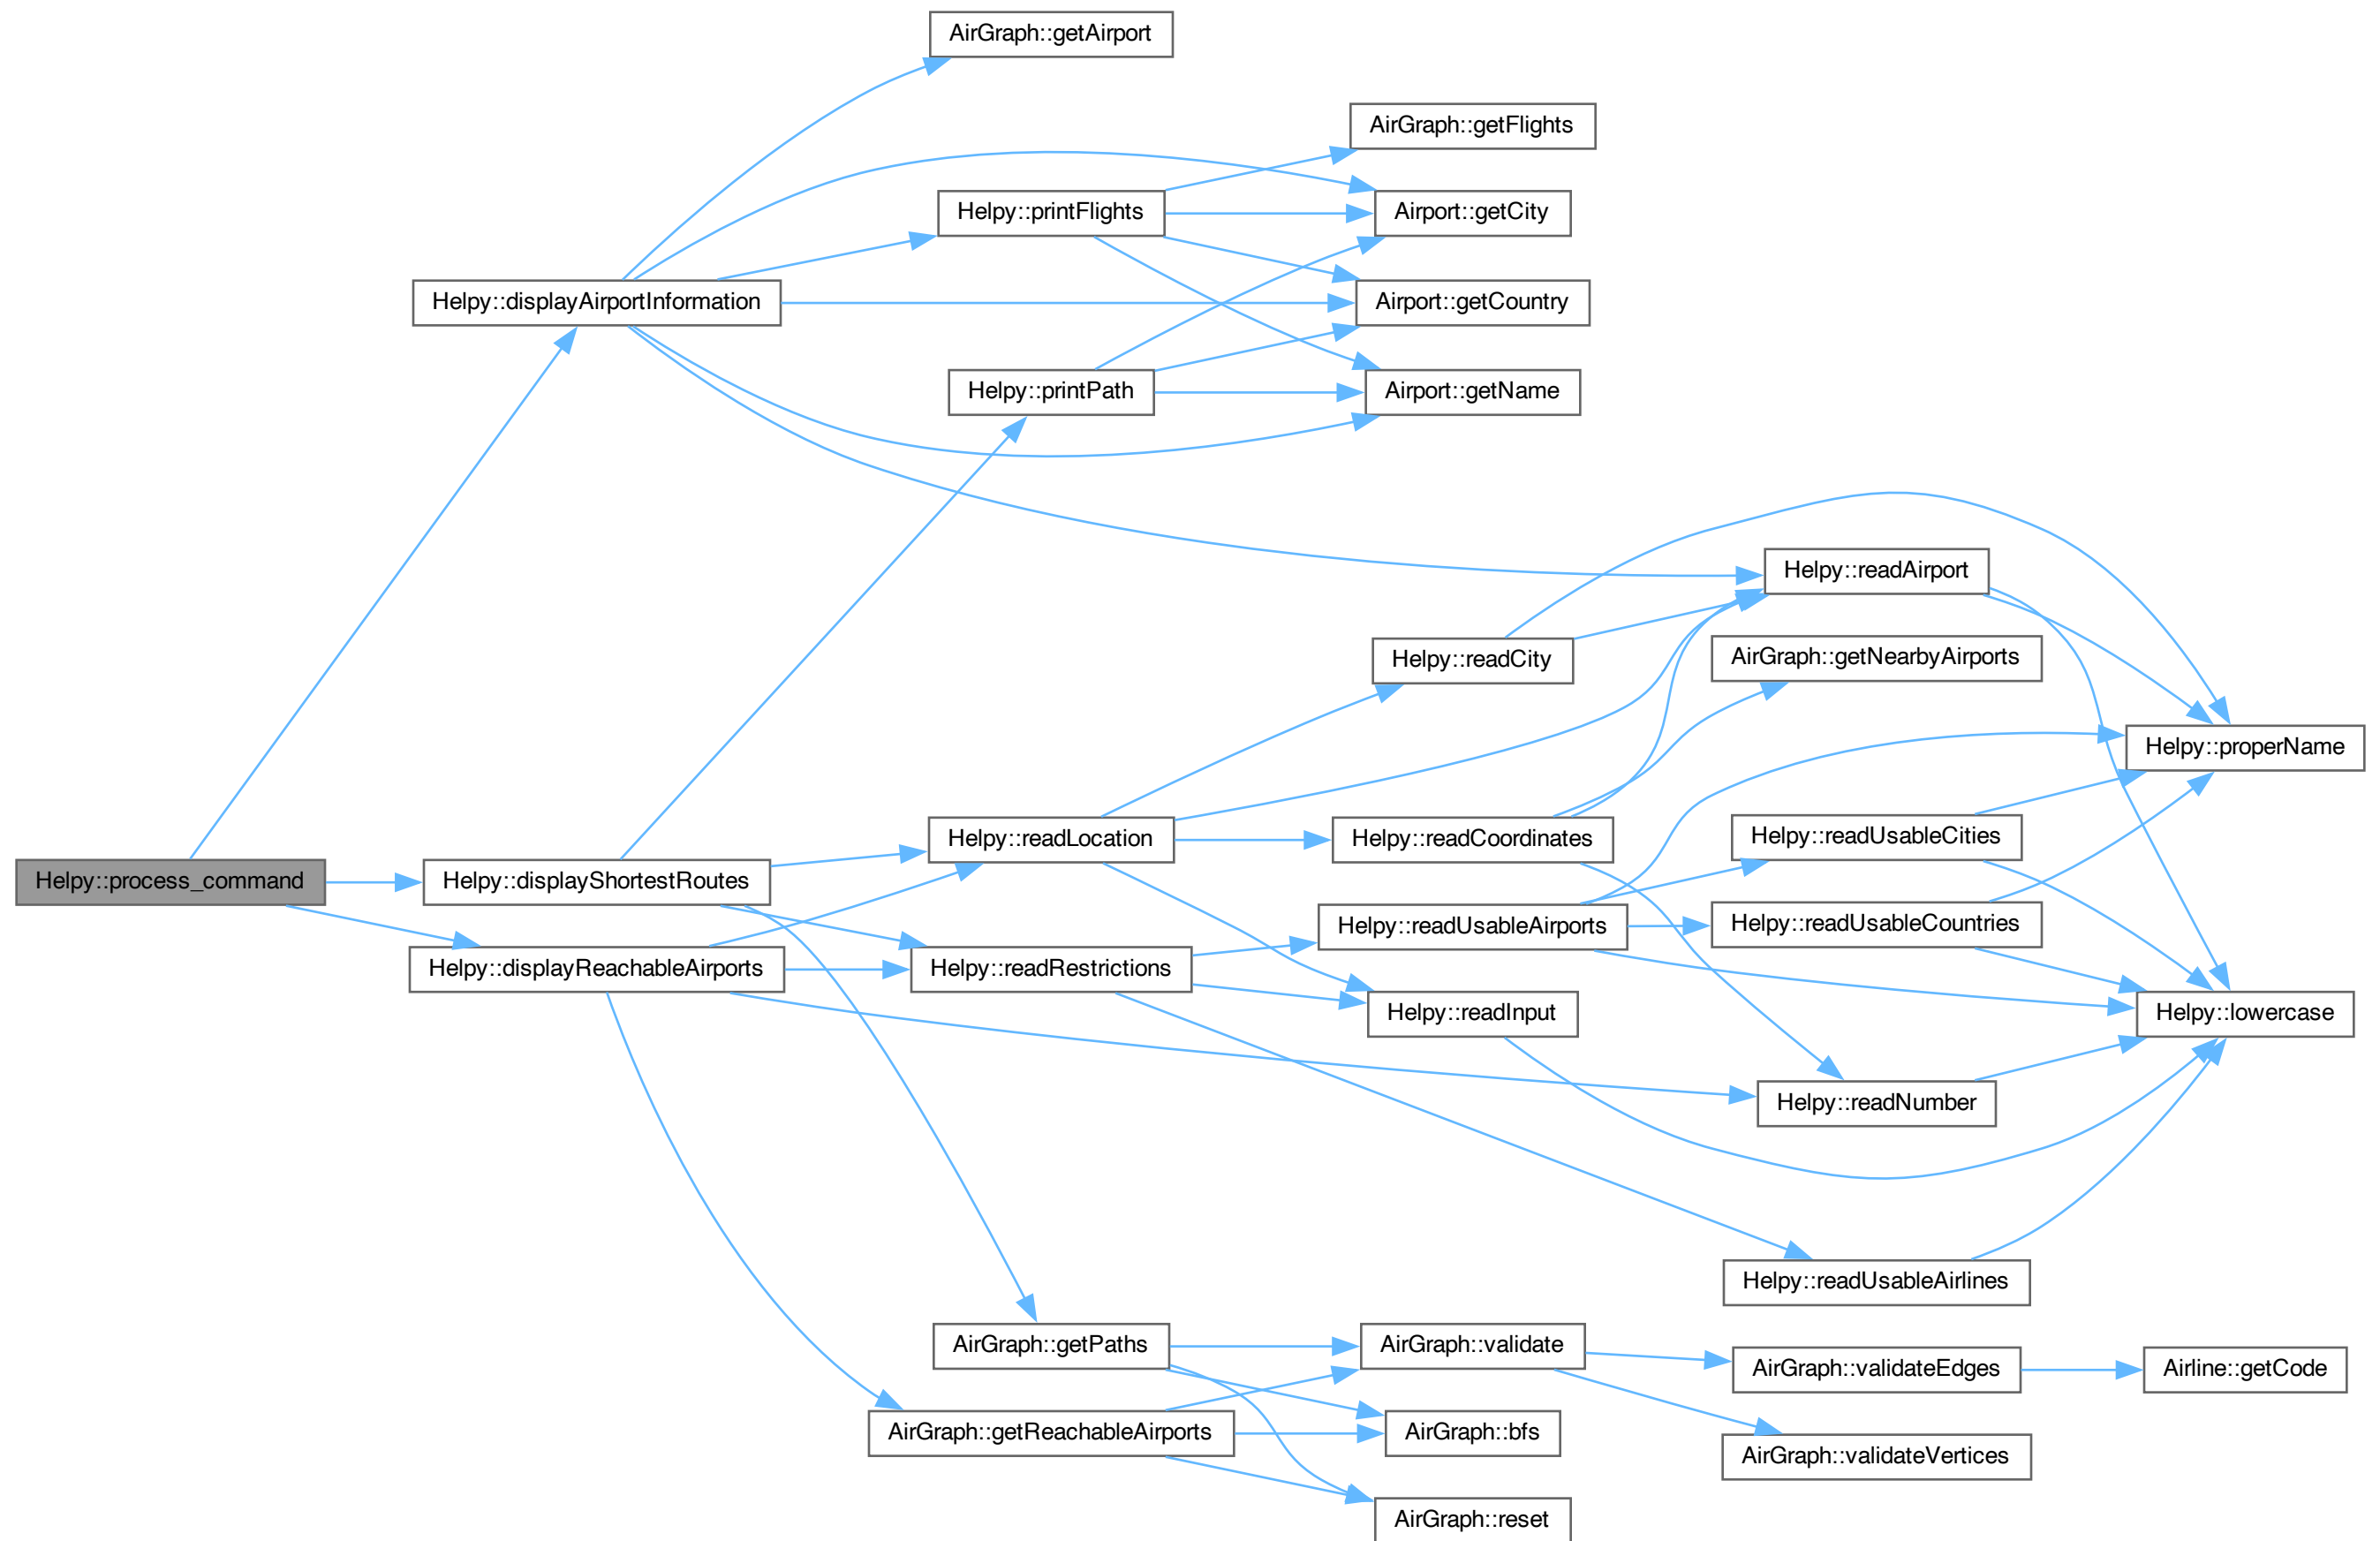 AirGraph::getAirport
AirGraph::getFlights
Helpy::printFlights
Airport::getCity
Helpy::displayAirportInformation
Airport::getCountry
Helpy::printPath
Airport::getName
Helpy::readAirport
Helpy::readCity
AirGraph::getNearbyAirports
Helpy::properName
Helpy::readLocation
Helpy::readCoordinates
Helpy::readUsableCities
Helpy::process_command
Helpy::displayShortestRoutes
Helpy::readUsableAirports
Helpy::readUsableCountries
Helpy::displayReachableAirports
Helpy::readRestrictions
Helpy::readInput
Helpy::lowercase
Helpy::readNumber
Helpy::readUsableAirlines
AirGraph::getPaths
AirGraph::validate
AirGraph::validateEdges
Airline::getCode
AirGraph::getReachableAirports
AirGraph::bfs
AirGraph::validateVertices
AirGraph::reset